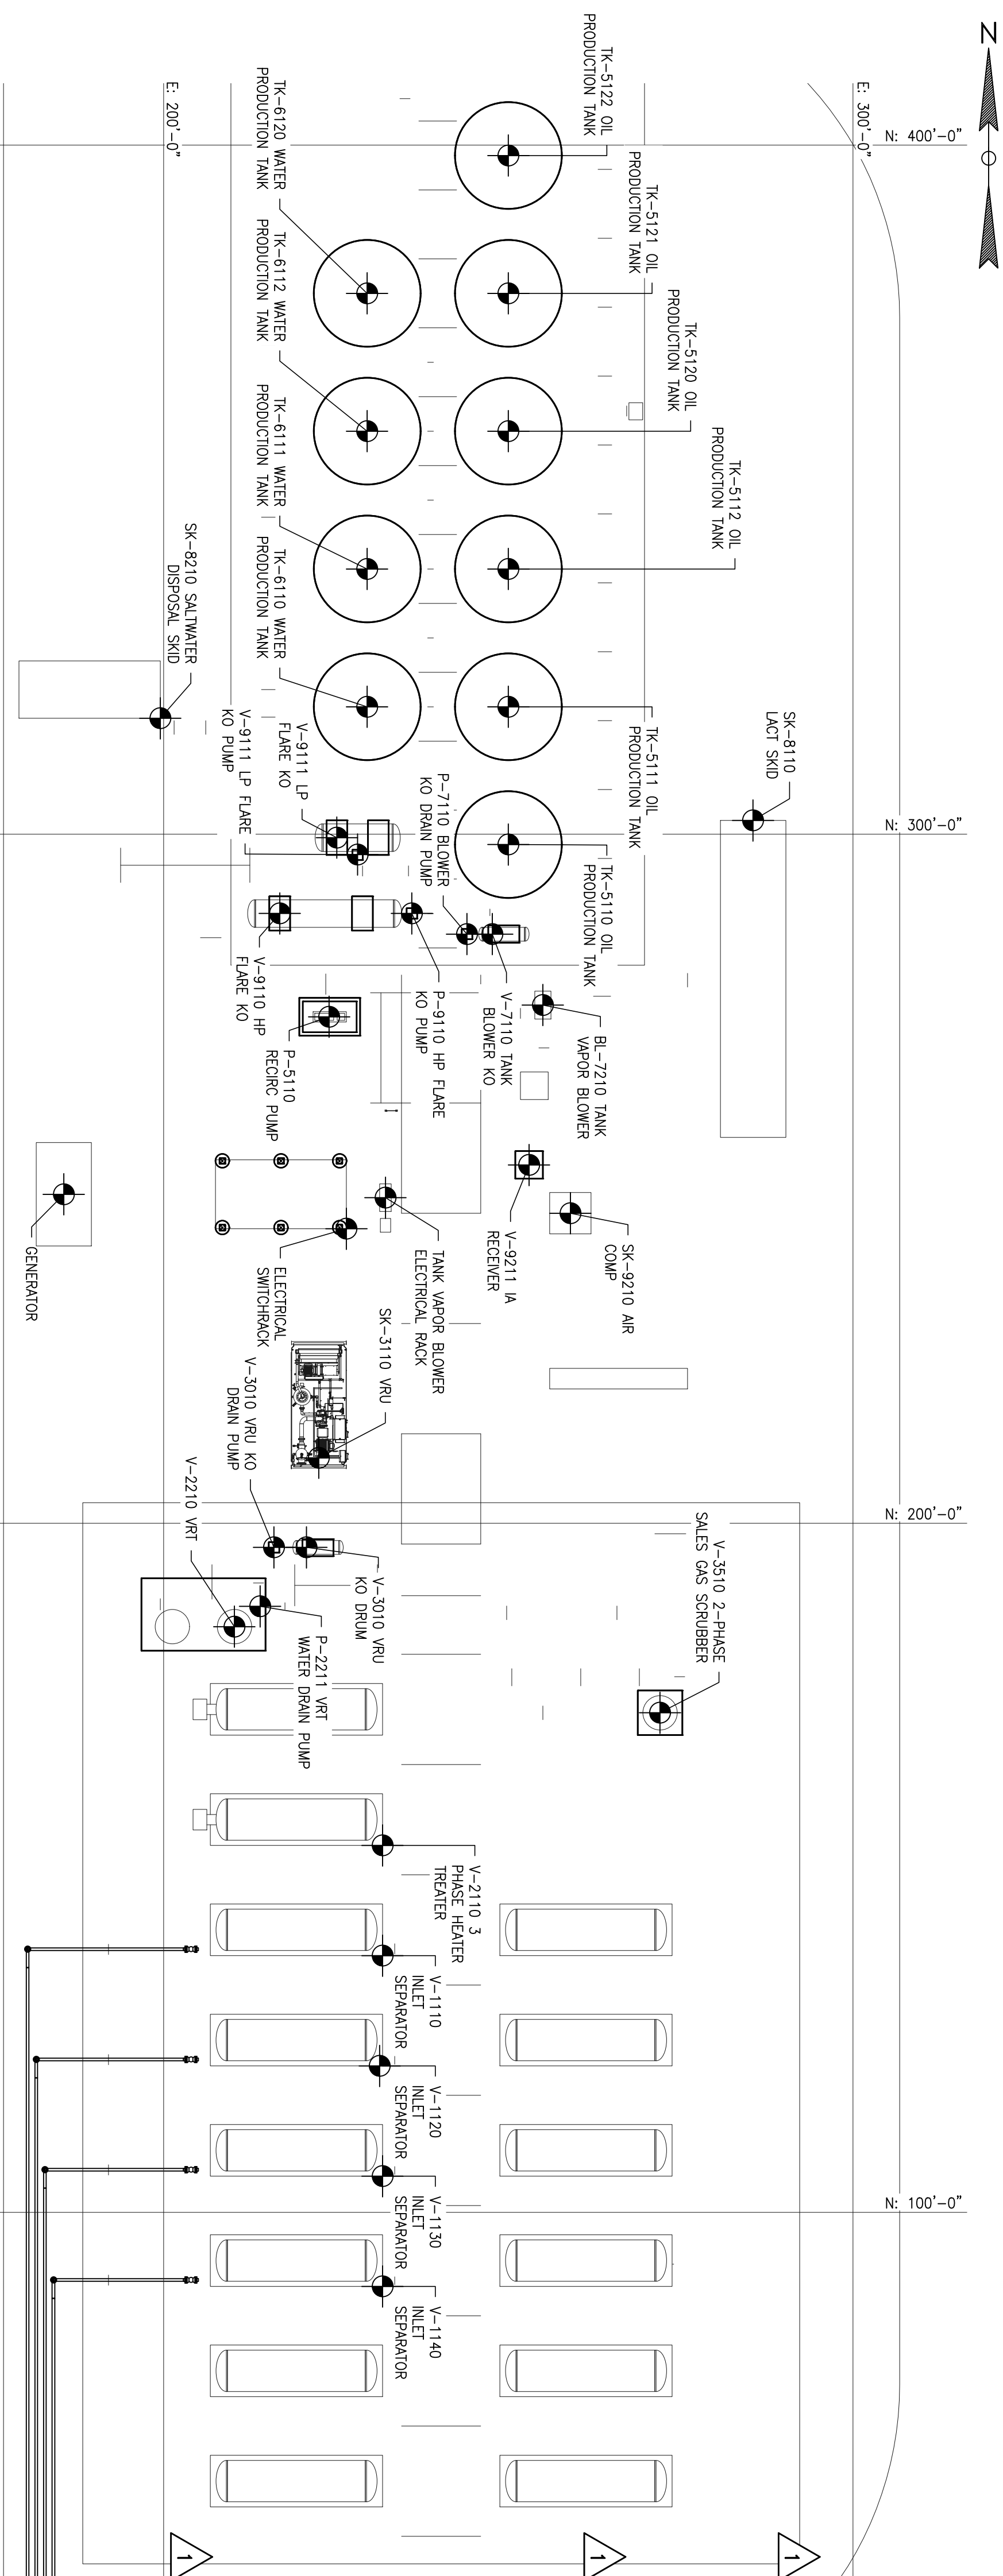 N
E: 200'-0"
E: 300'-0"
N: 400'-0"
TK-5122 OIL
PRODUCTION TANK
TK-5121 OIL
PRODUCTION TANK
TK-5120 OIL
PRODUCTION TANK
TK-5112 OIL
PRODUCTION TANK
TK-5111 OIL
PRODUCTION TANK
TK-5110 OIL
PRODUCTION TANK
TK-6120 WATER
PRODUCTION TANK
TK-6112 WATER
PRODUCTION TANK
TK-6111 WATER
PRODUCTION TANK
TK-6110 WATER
PRODUCTION TANK
SK-8210 SALTWATER
DISPOSAL SKID
SK-8110
LACT SKID
N: 300'-0"
V-9111 LP
FLARE KO
V-9111 LP FLARE
KO PUMP
P-7110 BLOWER
KO DRAIN PUMP
V-9110 HP
FLARE KO
P-9110 HP FLARE
KO PUMP
V-7110 TANK
BLOWER KO
BL-7210 TANK
VAPOR BLOWER
P-5110
RECIRC PUMP
V-9211 IA
RECEIVER
SK-9210 AIR
COMP
GENERATOR
ELECTRICAL
SWITCHRACK
TANK VAPOR BLOWER
ELECTRICAL RACK
SK-3110 VRU
V-3010 VRU KO
DRAIN PUMP
V-2210 VRT
N: 200'-0"
V-3510 2-PHASE
SALES GAS SCRUBBER
V-3010 VRU
KO DRUM
P-2211 VRT
WATER DRAIN PUMP
V-2110 3
PHASE HEATER
TREATER
V-1110
INLET
SEPARATOR
V-1120
INLET
SEPARATOR
V-1130
INLET
SEPARATOR
N: 100'-0"
V-1140
INLET
SEPARATOR
1
1
1